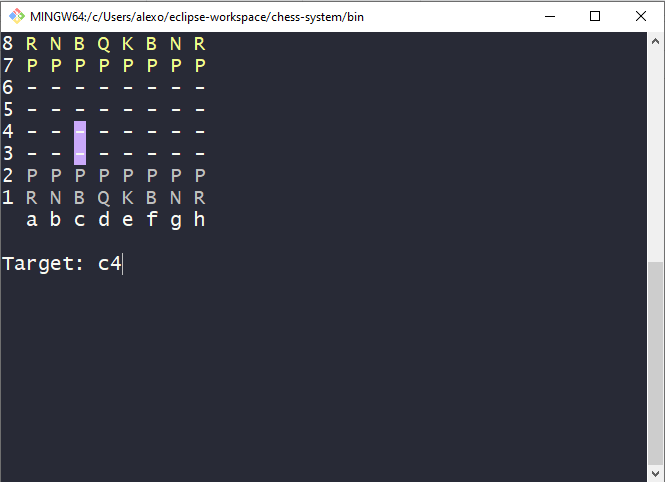 MINGW64:/c/Users/alexo/eclipse-workspace/chess-system/bin
8 R N B Q K B N R
7 P P P P P P P P
6 - - - - - - - -
5 - - - - - - - -
4 - - - - - - - -
3 - - - - - - - -
2 P P P P P P P P
1 R N B Q K B N R
a b c d e f g h
Target: c4